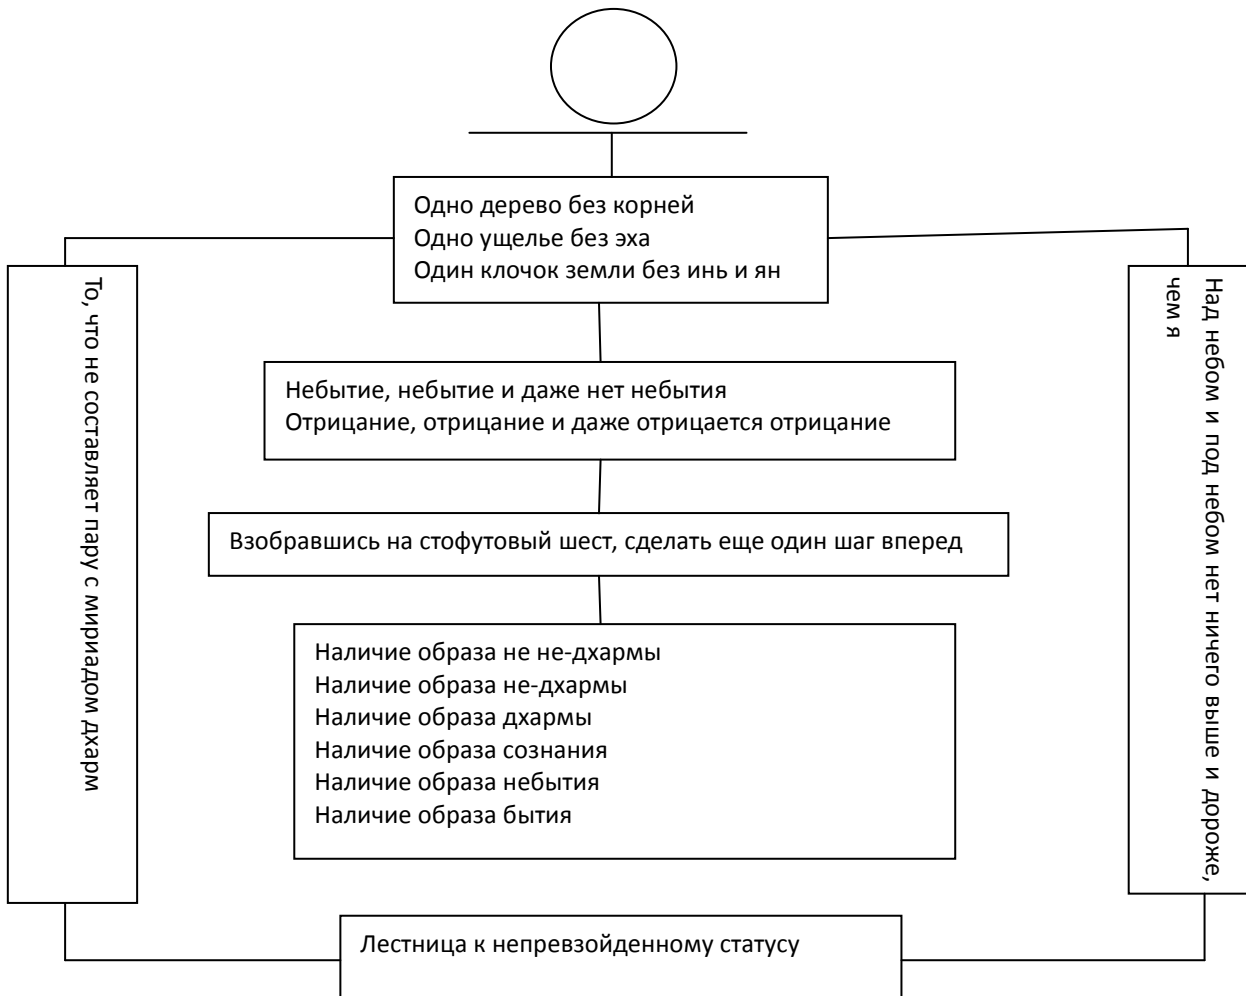 Одно дерево без корней
Одно ущелье без эха
Один клочок земли без инь и ян
То, что не составляет пару с мириадом дхарм
Над небом и под небом нет ничего выше и дороже,
чем я
Небытие, небытие и даже нет небытия
Отрицание, отрицание и даже отрицается отрицание
Взобравшись на стофутовый шест, сделать еще один шаг вперед
Наличие образа не не-дхармы
Наличие образа не-дхармы
Наличие образа дхармы
Наличие образа сознания
Наличие образа небытия
Наличие образа бытия
Лестница к непревзойденному статусу